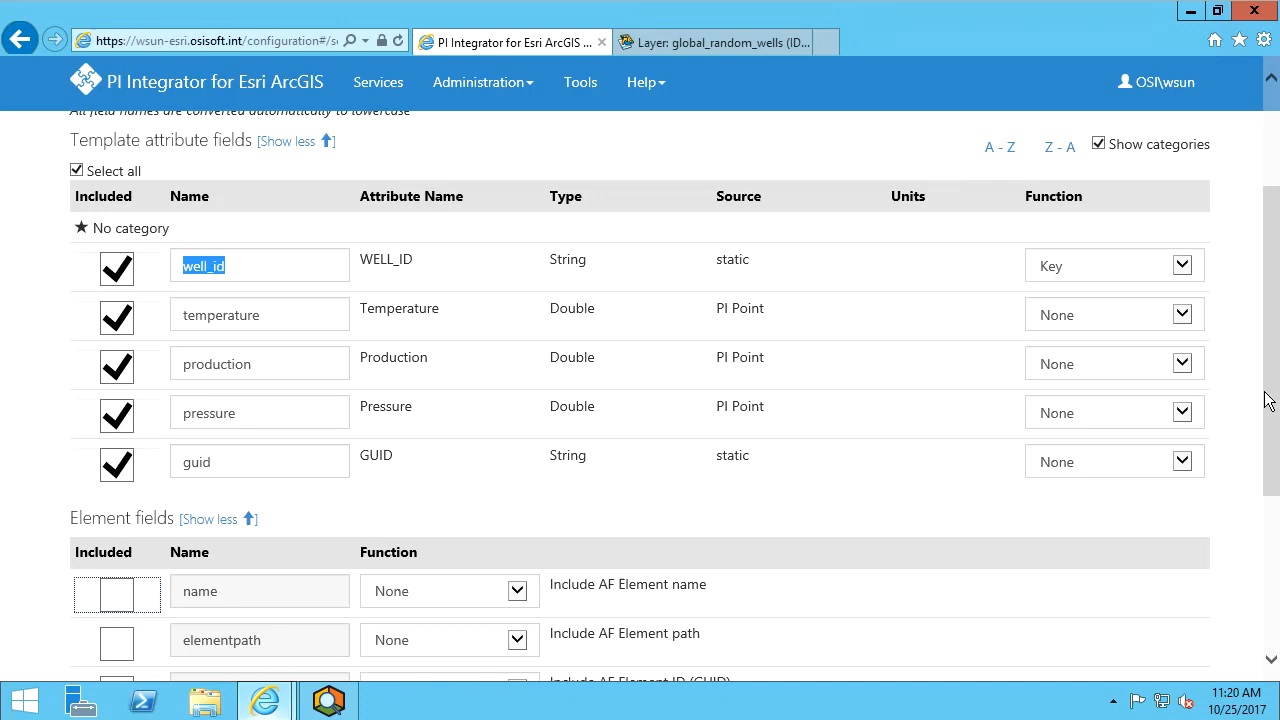 https://wsun-esri.osisoft.int/configuration#/s
PI Integrator for Esri ArcGIS ...
Layer: global_random_wells (ID...
PI Integrator for Esri ArcGIS
Services
Administration
Tools
Help
OSI\wsun
All field names are converted automatically to lowercase
Template attribute fields [Show less ]
A - Z
Z - A
Show categories
Select all
Included Name Attribute Name Type Source Units Function
No category
well_id WELL_ID String static Key
temperature Temperature Double PI Point None
production Production Double PI Point None
pressure Pressure Double PI Point None
guid GUID String static None
Element fields [Show less ]
Included Name Function
name None Include AF Element name
elementpath None Include AF Element path
Include AF Element ID (GUID)
11:20 AM
10/25/2017